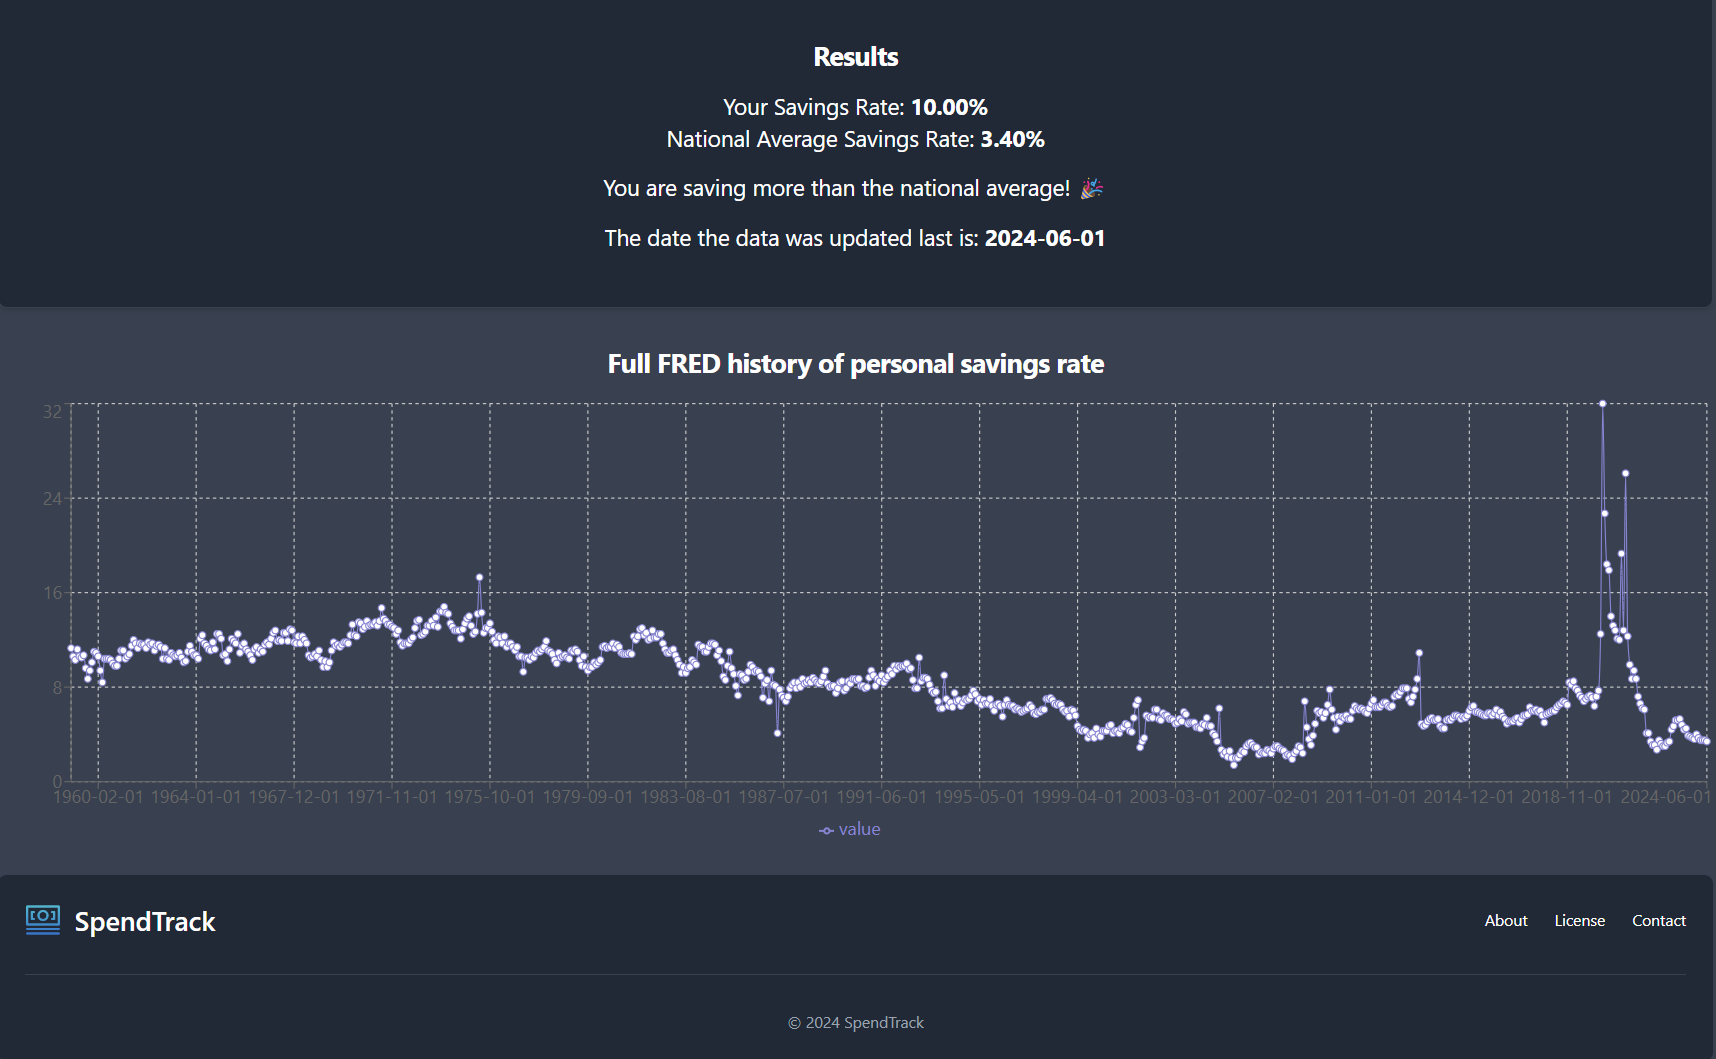 Results
Your Savings Rate: 10.00%
National Average Savings Rate: 3.40%
You are saving more than the national average! 🎉
The date the data was updated last is: 2024-06-01
Full FRED history of personal savings rate
32
24
16
8
0
1960-02-01 1964-01-01 1967-12-01 1971-11-01 1975-10-01 1979-09-01 1983-08-01 1987-07-01 1991-06-01 1995-05-01 1999-04-01 2003-03-01 2007-02-01 2011-01-01 2014-12-01 2018-11-01 2024-06-01
value
SpendTrack
About License Contact
© 2024 SpendTrack